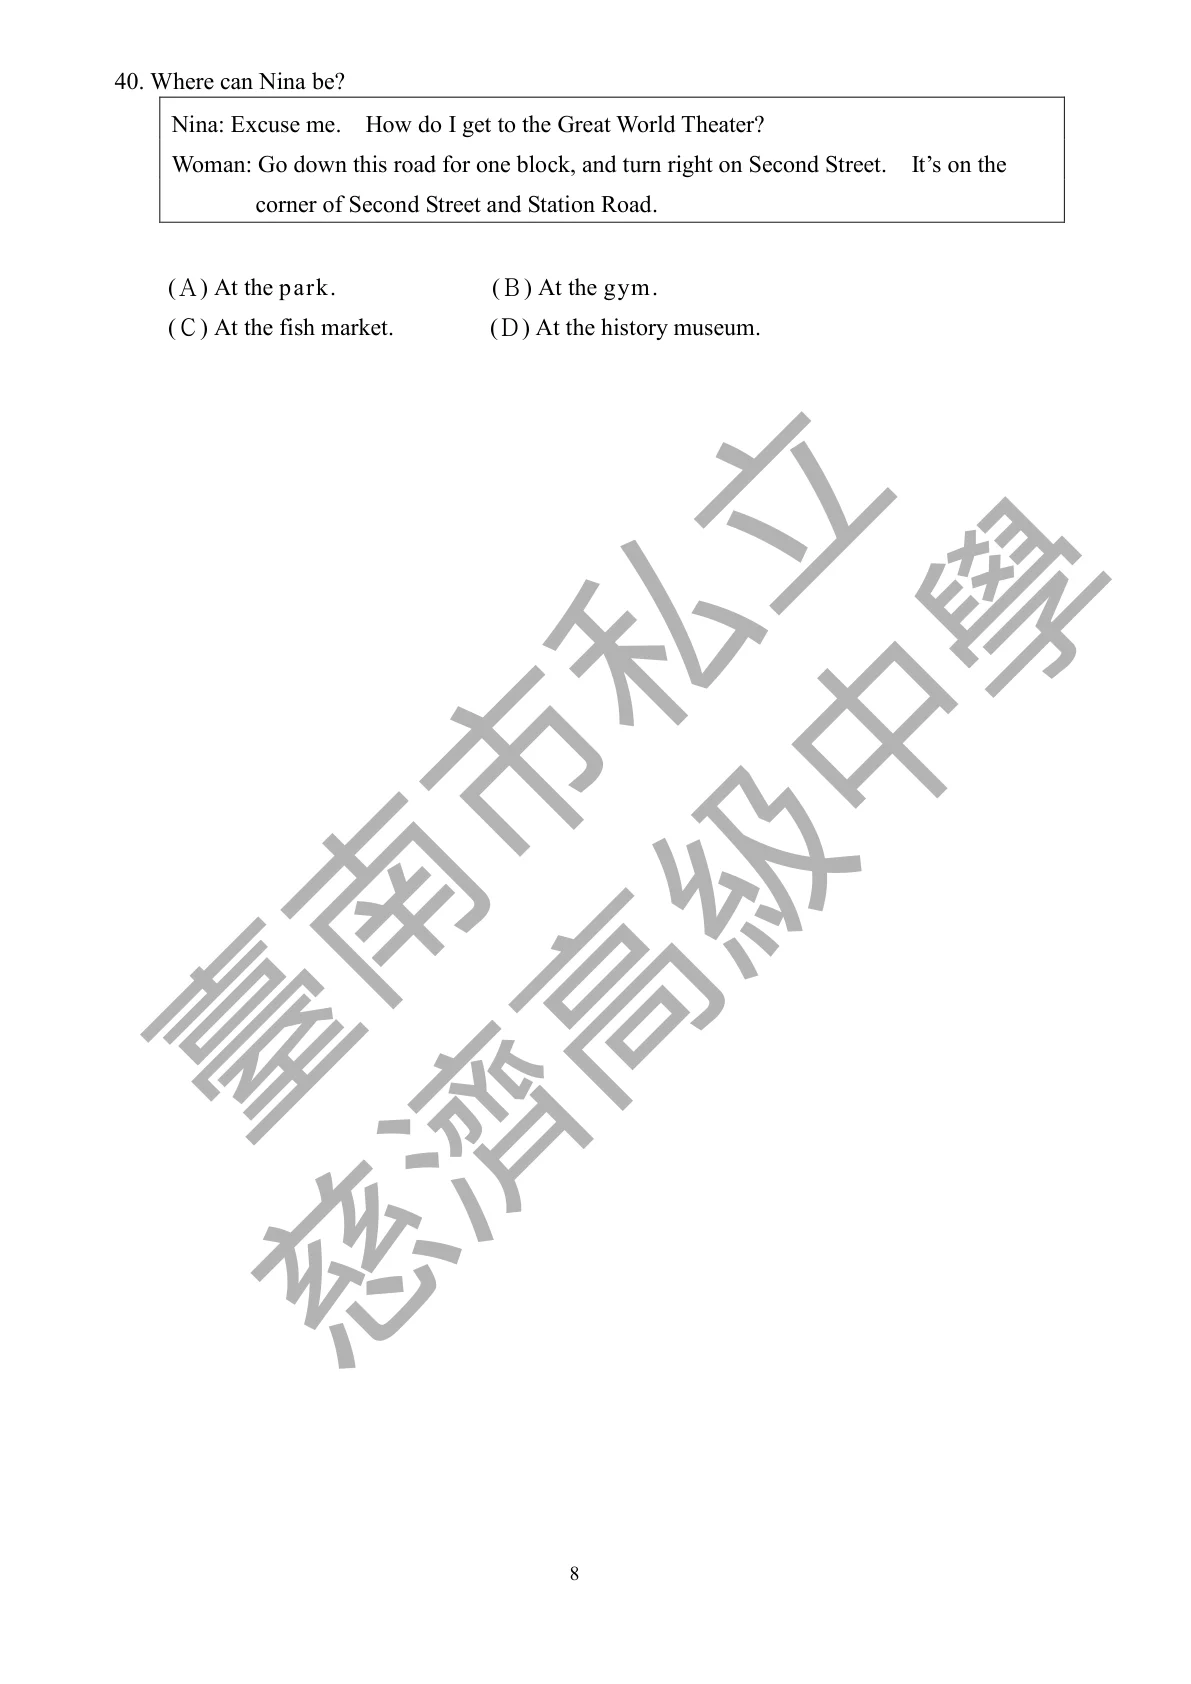 40. Where can Nina be?
Nina: Excuse me. How do I get to the Great World Theater?
Woman: Go down this road for one block, and turn right on Second Street. It’s on the
corner of Second Street and Station Road.
(A) At the park. (B) At the gym.
(C) At the fish market. (D) At the history museum.
臺南市私立
慈濟高級中學
8